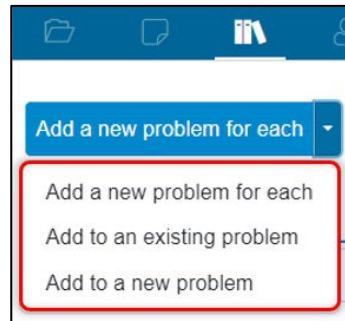 Add a new problem for each
Add a new problem for each
Add to an existing problem
Add to a new problem